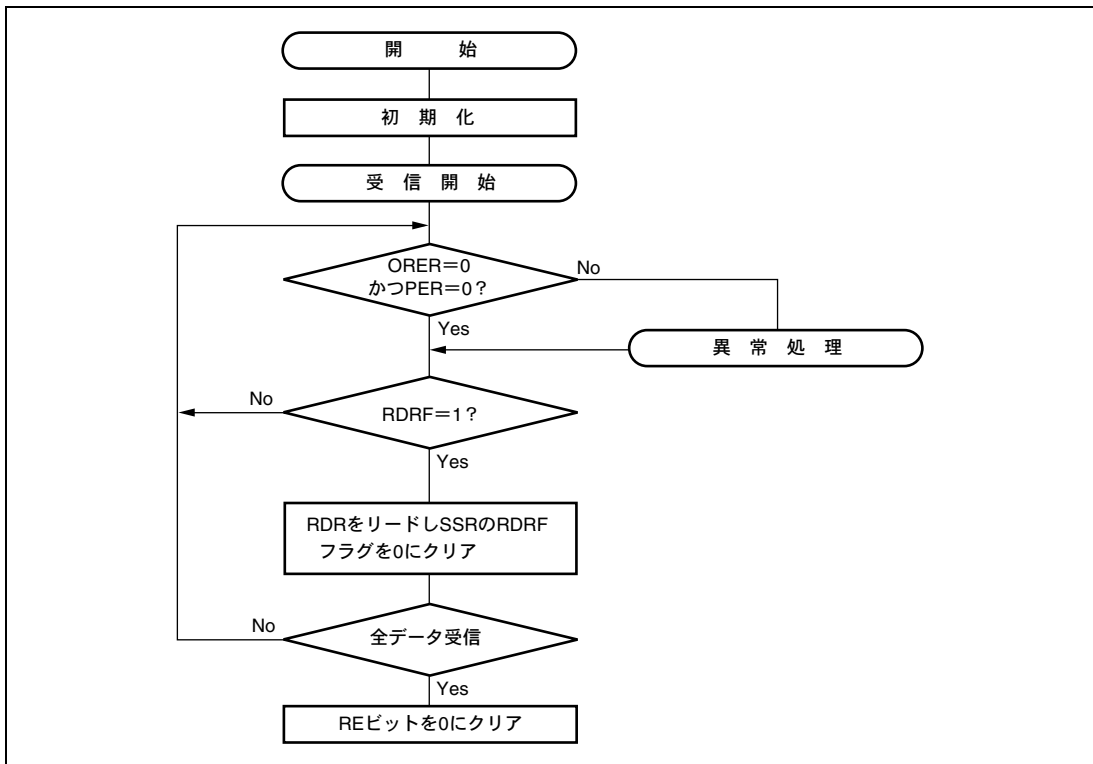 開 始
初 期 化
受 信 開 始
ORER=0
かつPER=0?
No
Yes
異 常 処 理
No
RDRF=1?
Yes
RDRをリードしSSRのRDRF
フラグを0にクリア
No
全データ受信
Yes
REビットを0にクリア